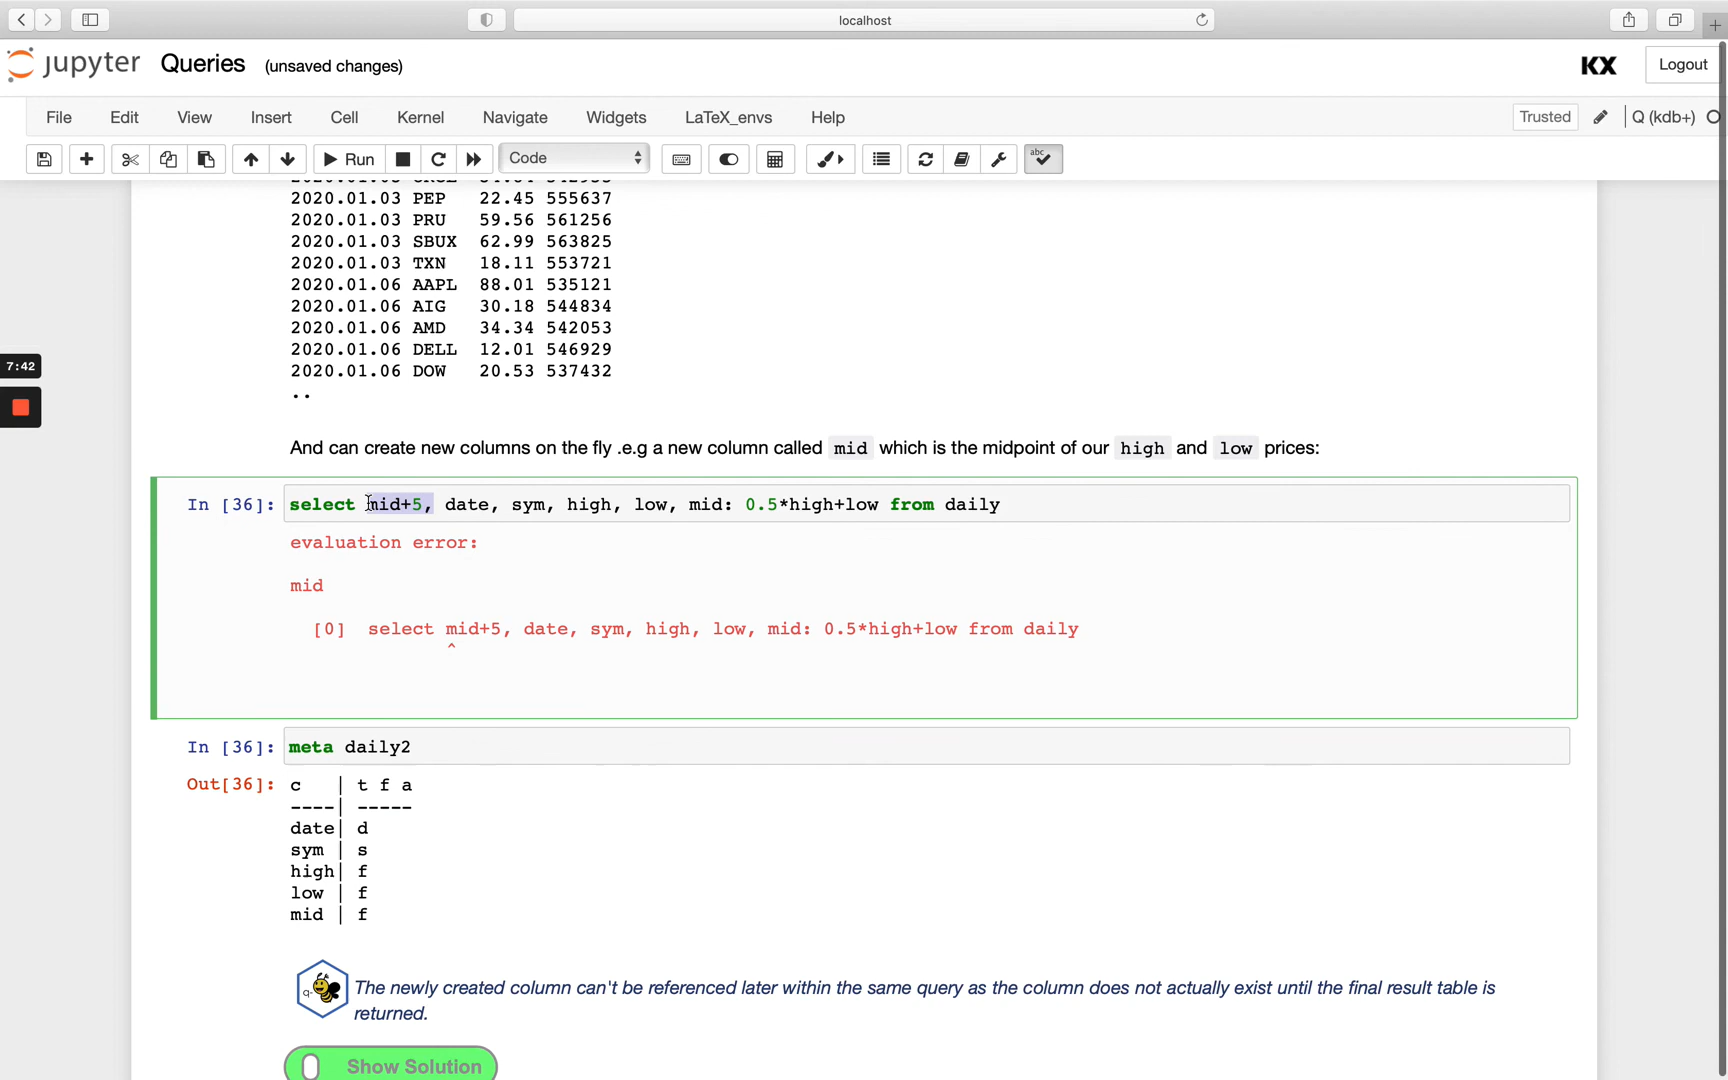 localhost
jupyter Queries (unsaved changes)
KX
Logout
File Edit View Insert Cell Kernel Navigate Widgets LaTeX_envs Help
Trusted
Q (kdb+)
Run
Code
abc
2020.01.03 PEP 22.45 555637
2020.01.03 PRU 59.56 561256
2020.01.03 SBUX 62.99 563825
2020.01.03 TXN 18.11 553721
2020.01.06 AAPL 88.01 535121
2020.01.06 AIG 30.18 544834
2020.01.06 AMD 34.34 542053
2020.01.06 DELL 12.01 546929
2020.01.06 DOW 20.53 537432
..
7:42
And can create new columns on the fly .e.g a new column called mid which is the midpoint of our high and low prices:
In [36]: select mid+5, date, sym, high, low, mid: 0.5*high+low from daily
evaluation error:
mid
[0] select mid+5, date, sym, high, low, mid: 0.5*high+low from daily
^
In [36]: meta daily2
Out[36]: c | t f a
----| -----
date| d
sym | s
high| f
low | f
mid | f
q-
The newly created column can't be referenced later within the same query as the column does not actually exist until the final result table is
returned.
Show Solution